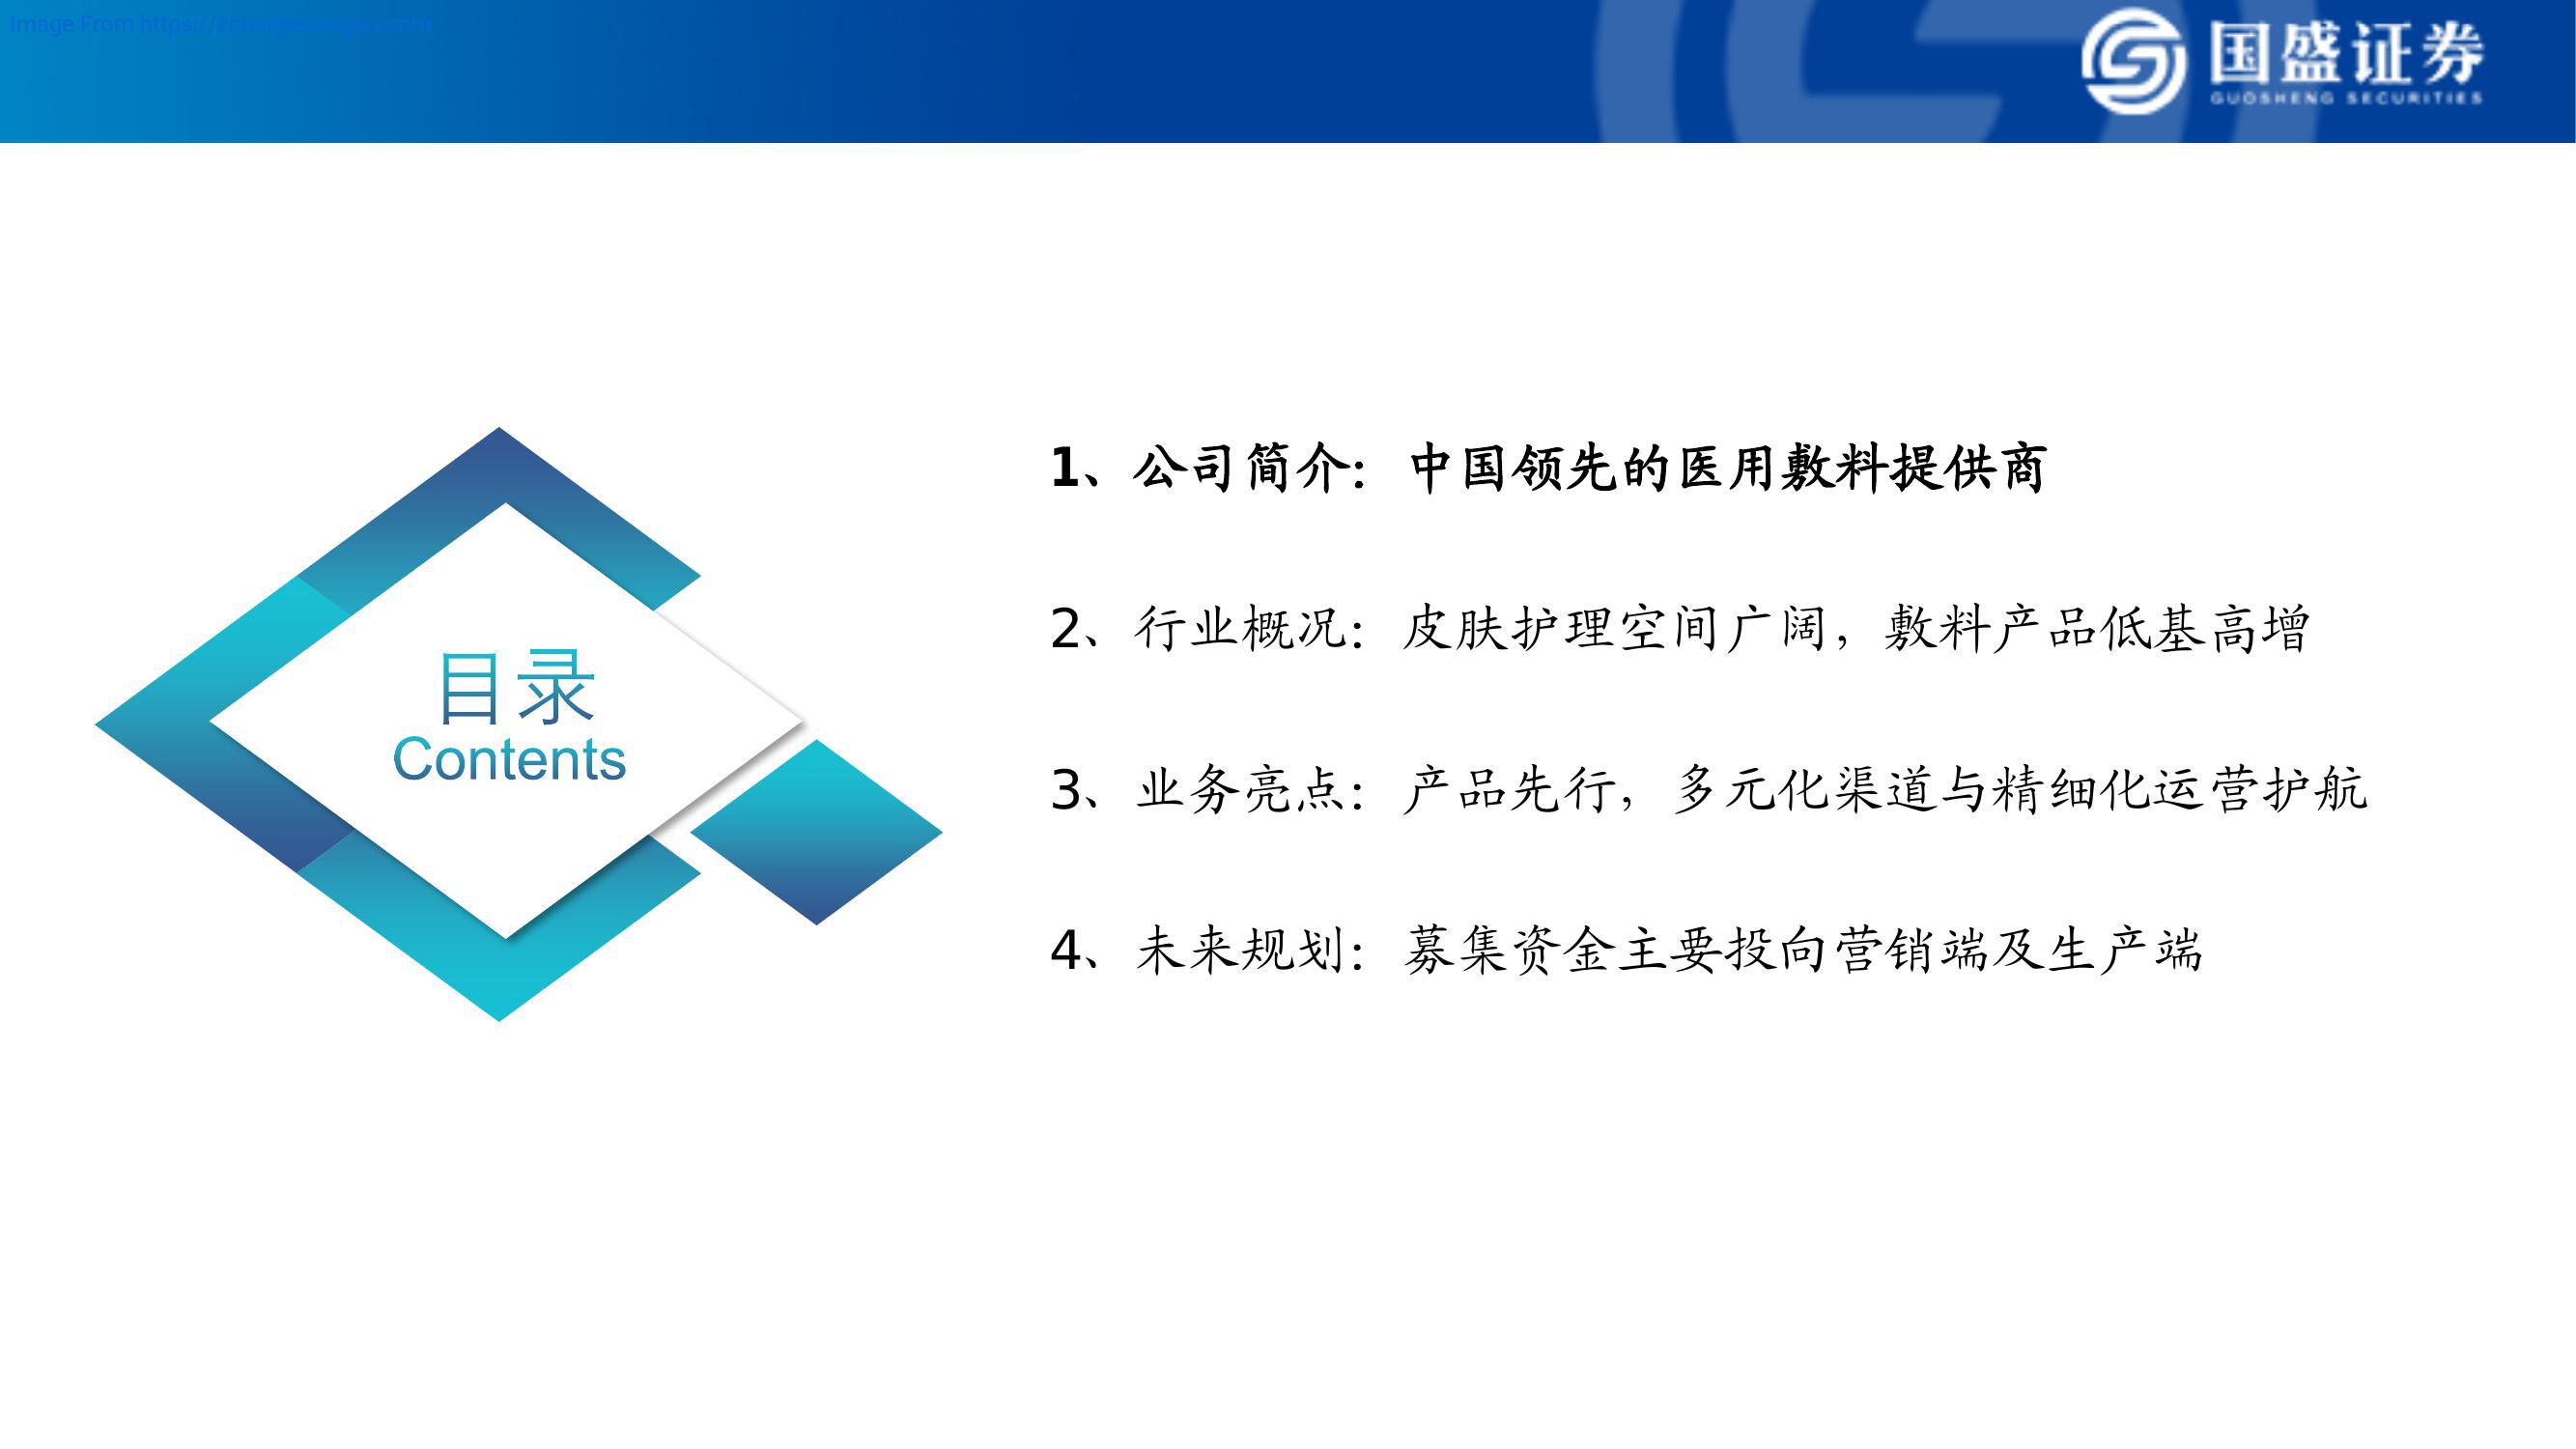 Image From
国盛证券
GUOSHENG SECURITIES
目录
Contents
1、公司简介：中国领先的医用敷料提供商
2、行业概况：皮肤护理空间广阔，敷料产品低基高增
3、业务亮点：产品先行，多元化渠道与精细化运营护航
4、未来规划：募集资金主要投向营销端及生产端